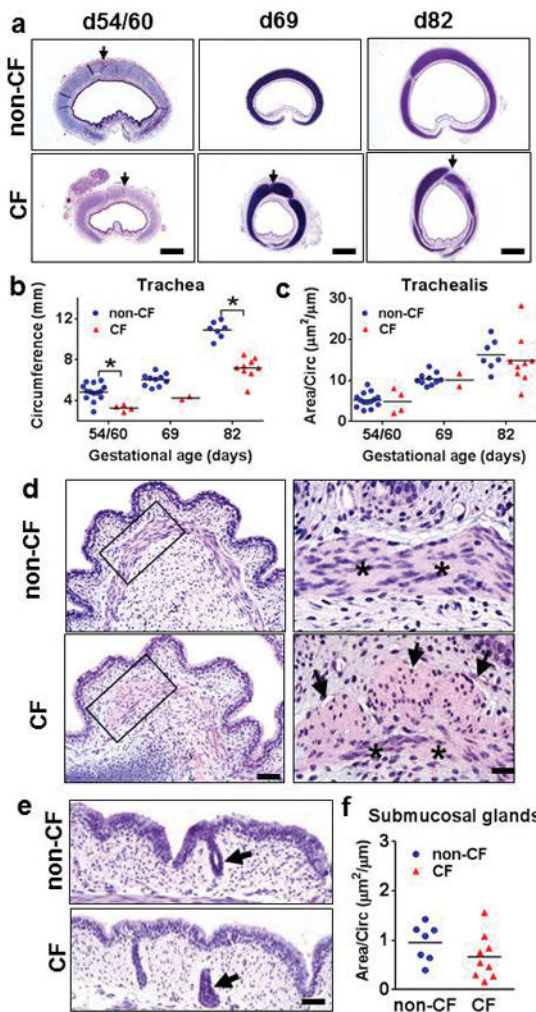 a
d54/60 d69 d82
non-CF
CF
b
Trachea
non-CF
CF
*
*
Circumference (mm)
12
8
4
54/60 69 82
Gestational age (days)
c
Trachealis
non-CF
CF
Area/Circ (μm²/μm)
30
20
10
0
54/60 69 82
Gestational age (days)
d
non-CF
* *
CF
* *
e
non-CF
CF
f
Submucosal glands
non-CF
CF
Area/Circ (μm²/μm)
3
2
1
0
non-CF CF